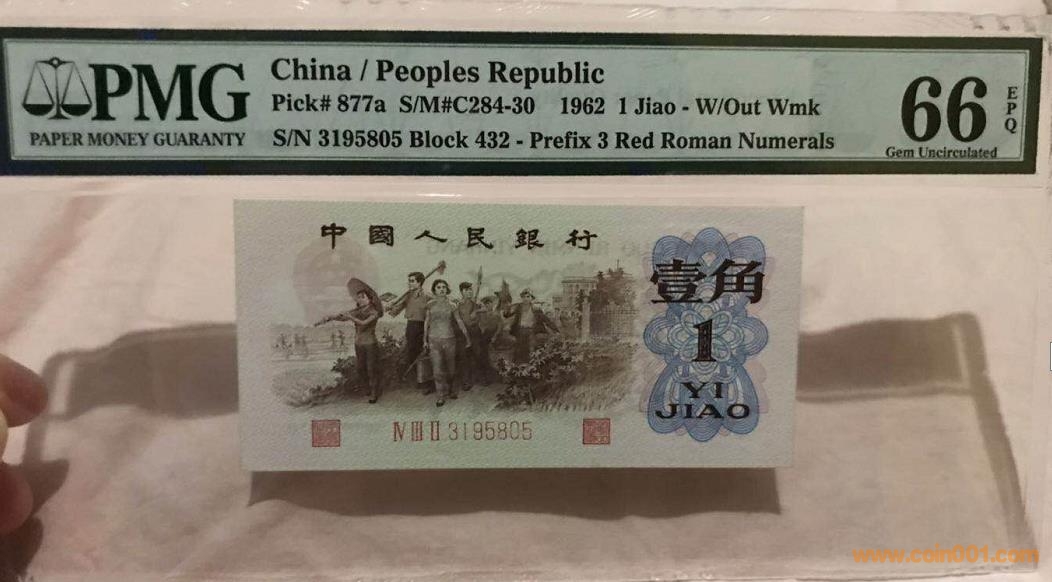 PMG
PAPER MONEY GUARANTY
China / Peoples Republic
Pick# 877a S/M#C284-30 1962 1 Jiao - W/Out Wmk
S/N 3195805 Block 432 - Prefix 3 Red Roman Numerals
66
EPQ
Gem Uncirculated
中國人民銀行
壹角
1
YI
JIAO
Ⅳ Ⅲ Ⅱ 3195805
www.coin001.com